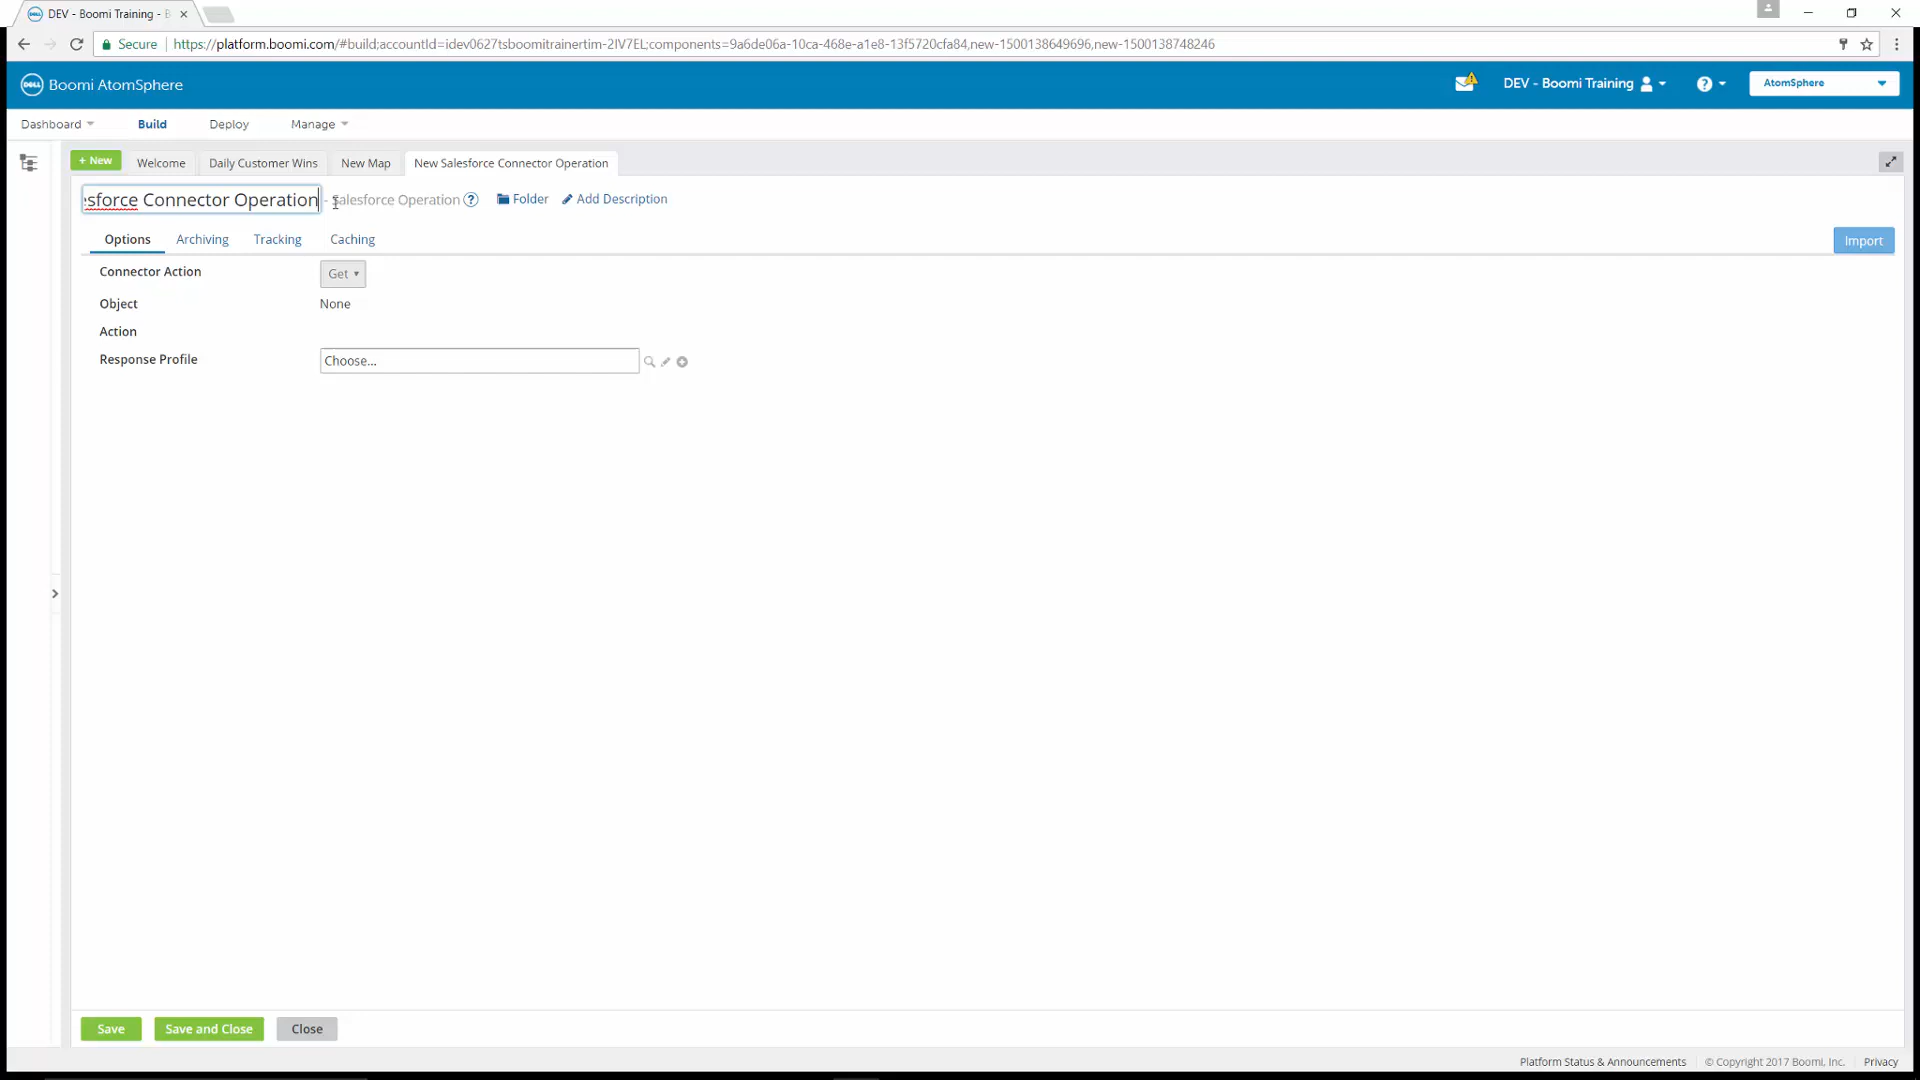 DEV - Boomi Training - B
Secure https://platform.boomi.com/#build;accountId=idev0627tsboomitrainertim-2IV7EL;components=9a6de06a-10ca-468e-a1e8-13f5720cfa84,new-1500138649696,new-1500138748246
DELL Boomi AtomSphere DEV - Boomi Training ? AtomSphere
Dashboard Build Deploy Manage
+ New Welcome Daily Customer Wins New Map New Salesforce Connector Operation
esforce Connector Operation - Salesforce Operation ? Folder Add Description
Options Archiving Tracking Caching Import
Connector Action Get
Object None
Action
Response Profile Choose...
Save Save and Close Close
Platform Status & Announcements © Copyright 2017 Boomi, Inc. Privacy